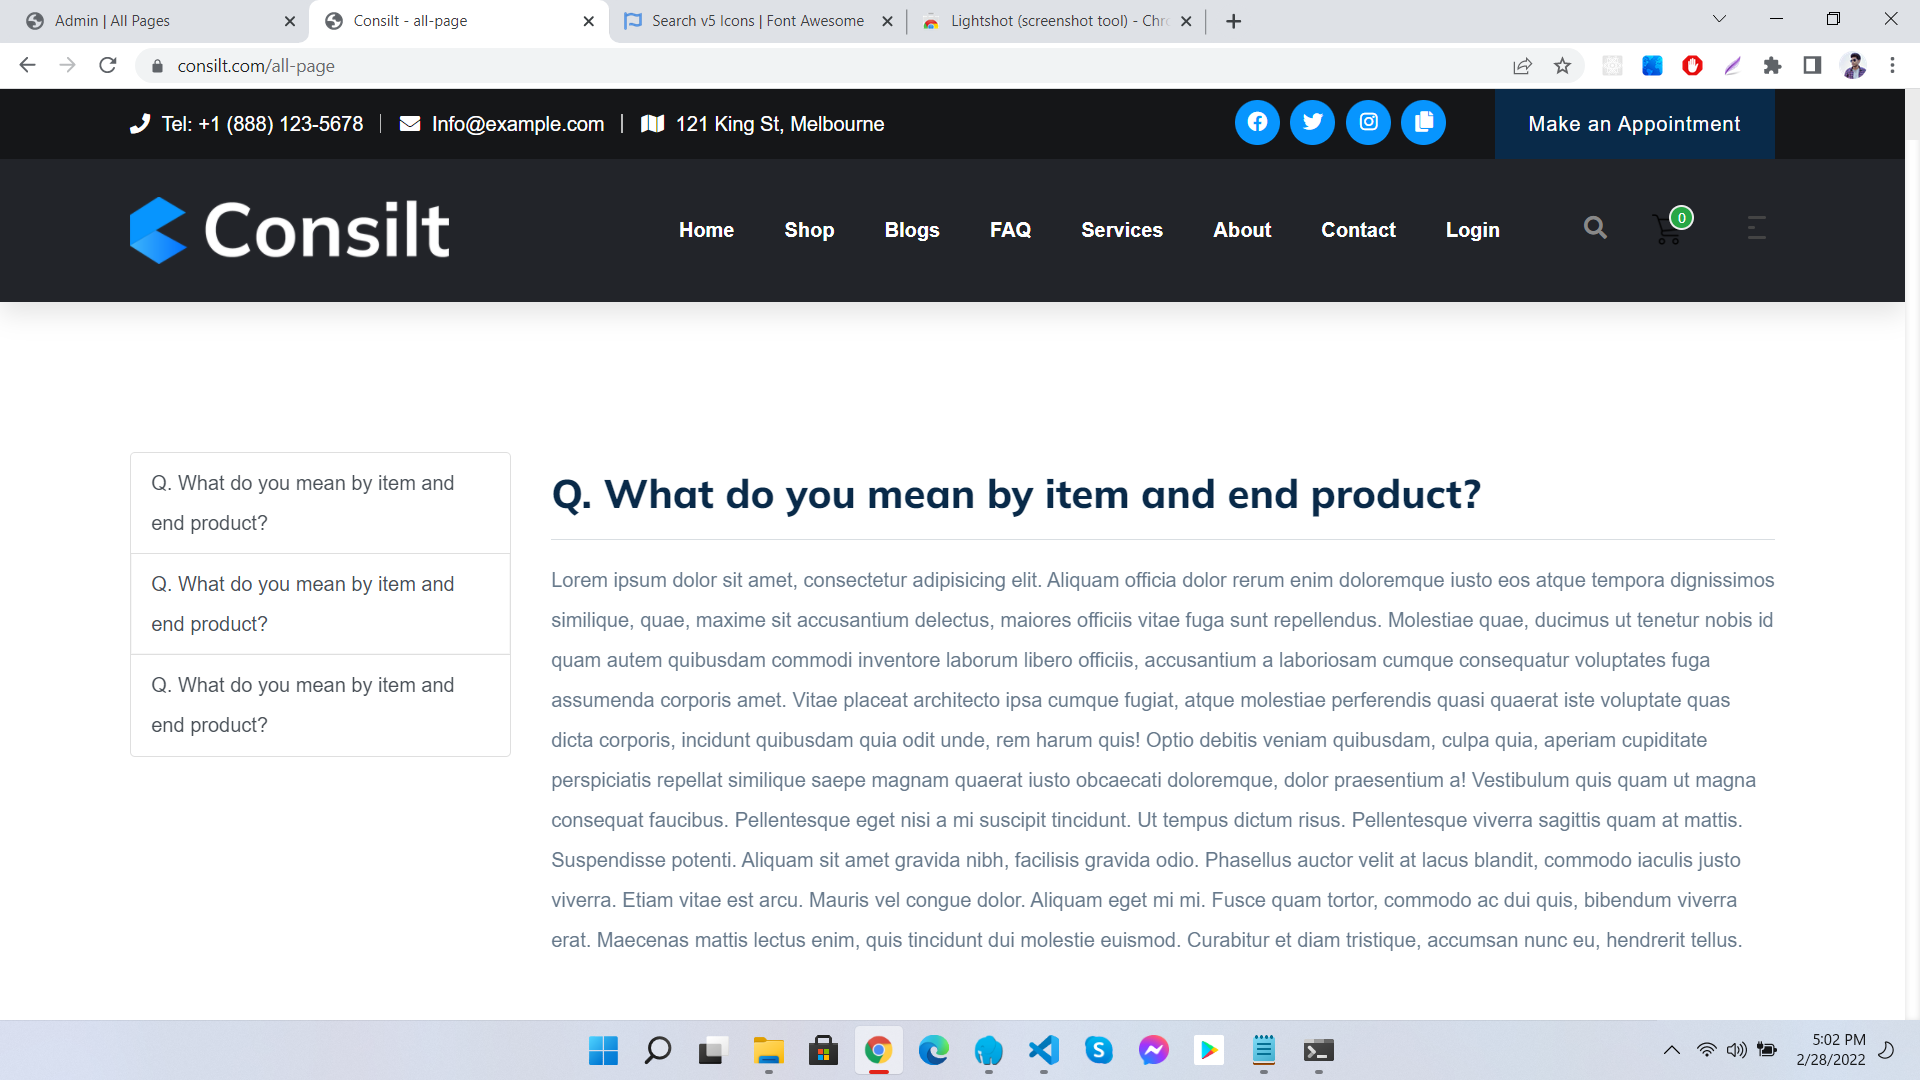 Admin | All Pages
Consilt - all-page
Search v5 Icons | Font Awesome
Lightshot (screenshot tool) - Chr
consilt.com/all-page
Tel: +1 (888) 123-5678
Info@example.com
121 King St, Melbourne
Make an Appointment
Consilt
Home
Shop
Blogs
FAQ
Services
About
Contact
Login
0
Q. What do you mean by item and
end product?
Q. What do you mean by item and
end product?
Q. What do you mean by item and
end product?
Q. What do you mean by item and end product?
Lorem ipsum dolor sit amet, consectetur adipisicing elit. Aliquam officia dolor rerum enim doloremque iusto eos atque tempora dignissimos
similique, quae, maxime sit accusantium delectus, maiores officiis vitae fuga sunt repellendus. Molestiae quae, ducimus ut tenetur nobis id
quam autem quibusdam commodi inventore laborum libero officiis, accusantium a laboriosam cumque consequatur voluptates fuga
assumenda corporis amet. Vitae placeat architecto ipsa cumque fugiat, atque molestiae perferendis quasi quaerat iste voluptate quas
dicta corporis, incidunt quibusdam quia odit unde, rem harum quis! Optio debitis veniam quibusdam, culpa quia, aperiam cupiditate
perspiciatis repellat similique saepe magnam quaerat iusto obcaecati doloremque, dolor praesentium a! Vestibulum quis quam ut magna
consequat faucibus. Pellentesque eget nisi a mi suscipit tincidunt. Ut tempus dictum risus. Pellentesque viverra sagittis quam at mattis.
Suspendisse potenti. Aliquam sit amet gravida nibh, facilisis gravida odio. Phasellus auctor velit at lacus blandit, commodo iaculis justo
viverra. Etiam vitae est arcu. Mauris vel congue dolor. Aliquam eget mi mi. Fusce quam tortor, commodo ac dui quis, bibendum viverra
erat. Maecenas mattis lectus enim, quis tincidunt dui molestie euismod. Curabitur et diam tristique, accumsan nunc eu, hendrerit tellus.
5:02 PM
2/28/2022